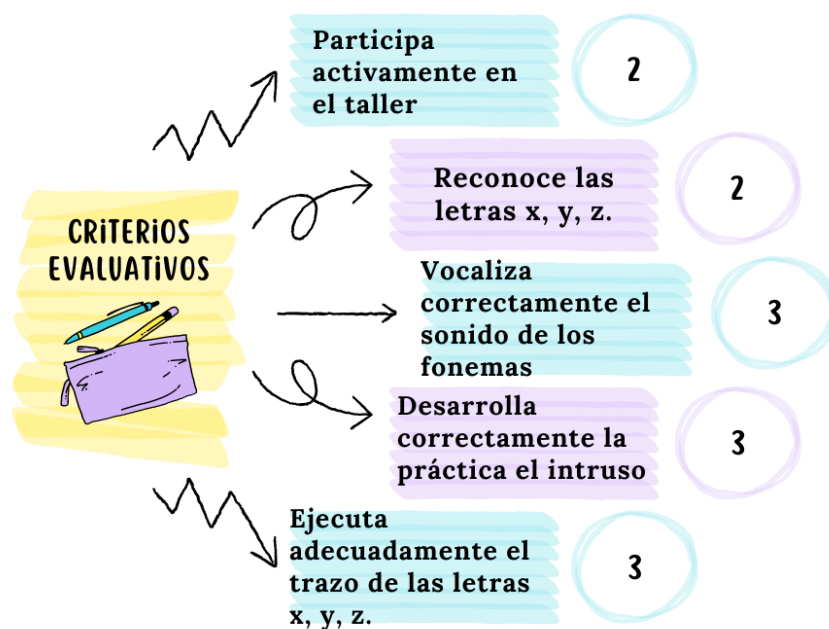 CRITERIOS
EVALUATIVOS
Participa
activamente en
el taller
2
Reconoce las
letras x, y, z.
2
Vocaliza
correctamente el
sonido de los
fonemas
3
Desarrolla
correctamente la
práctica el intruso
3
Ejecuta
adecuadamente el
trazo de las letras
x, y, z.
3